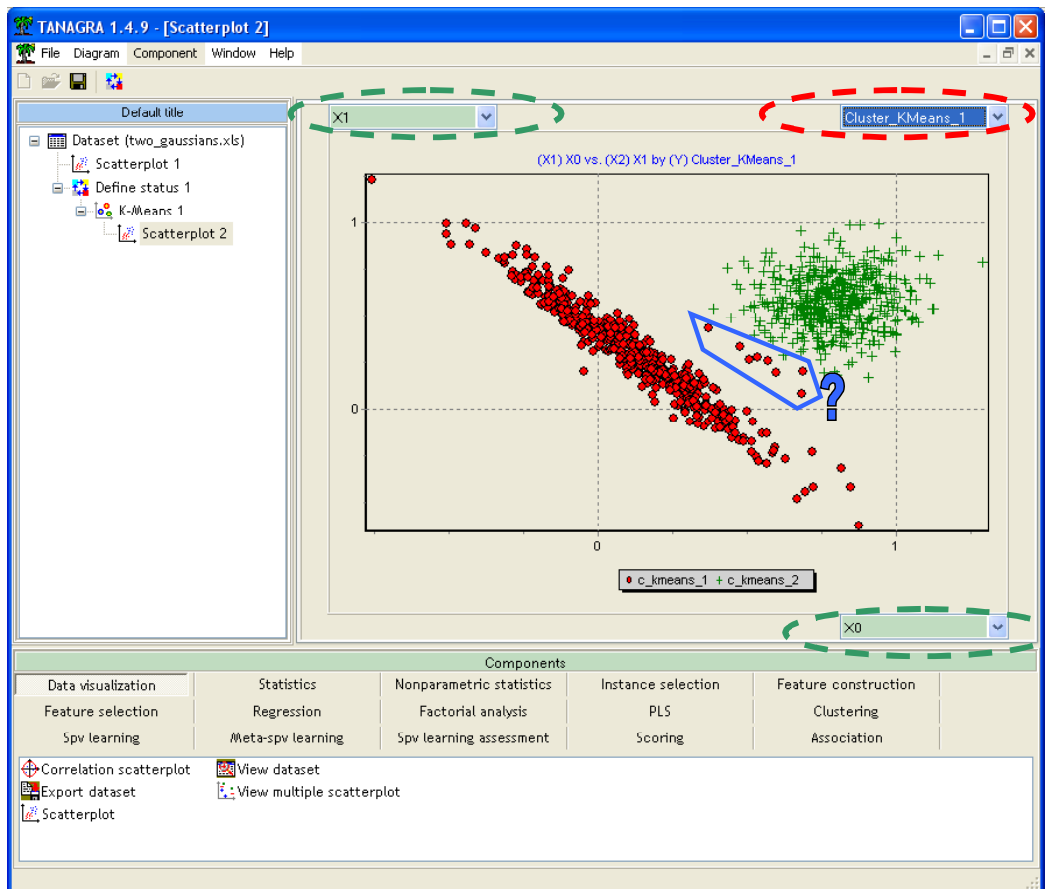 TANAGRA 1.4.9 - [Scatterplot 2]
File Diagram Component Window Help
Default title
Dataset (two_gaussians.xls)
Scatterplot 1
Define status 1
K-Means 1
Scatterplot 2
X1
Cluster_KMeans_1
(X1) X0 vs. (X2) X1 by (Y) Cluster_KMeans_1
1
0
0 1
?
c_kmeans_1 c_kmeans_2
X0
Components
Data visualization Statistics Nonparametric statistics Instance selection Feature construction
Feature selection Regression Factorial analysis PLS Clustering
Spv learning Meta-spv learning Spv learning assessment Scoring Association
Correlation scatterplot View dataset
Export dataset View multiple scatterplot
Scatterplot